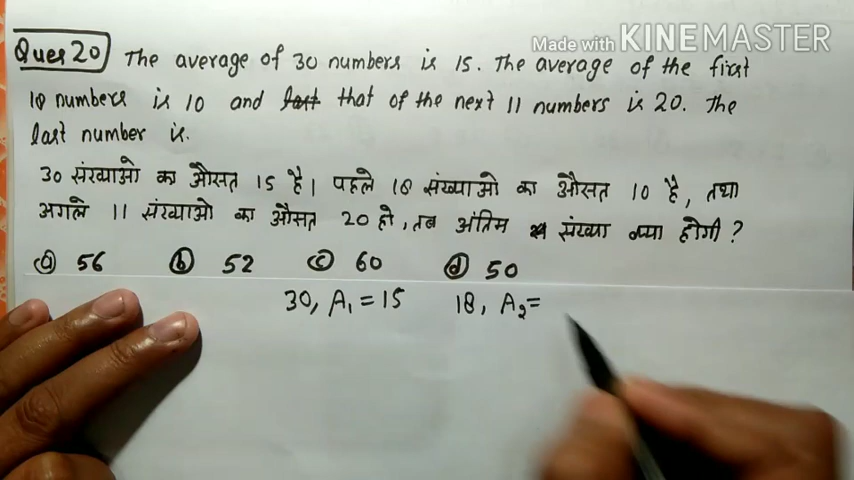 Made with KINEMASTER
Ques 20 The average of 30 numbers is 15. The average of the first
18 numbers is 10 and last that of the next 11 numbers is 20. The
last number is.
30 संख्याओ का औसत 15 है। पहले 18 संख्याओ का औसत 10 है, तथा
अगले 11 संख्याओ का औसत 20 हो, तब अंतिम संख्या क्या होगी?
ⓐ 56 ⓑ 52 ⓒ 60 ⓓ 50
30, A₁ = 15 18, A₂=